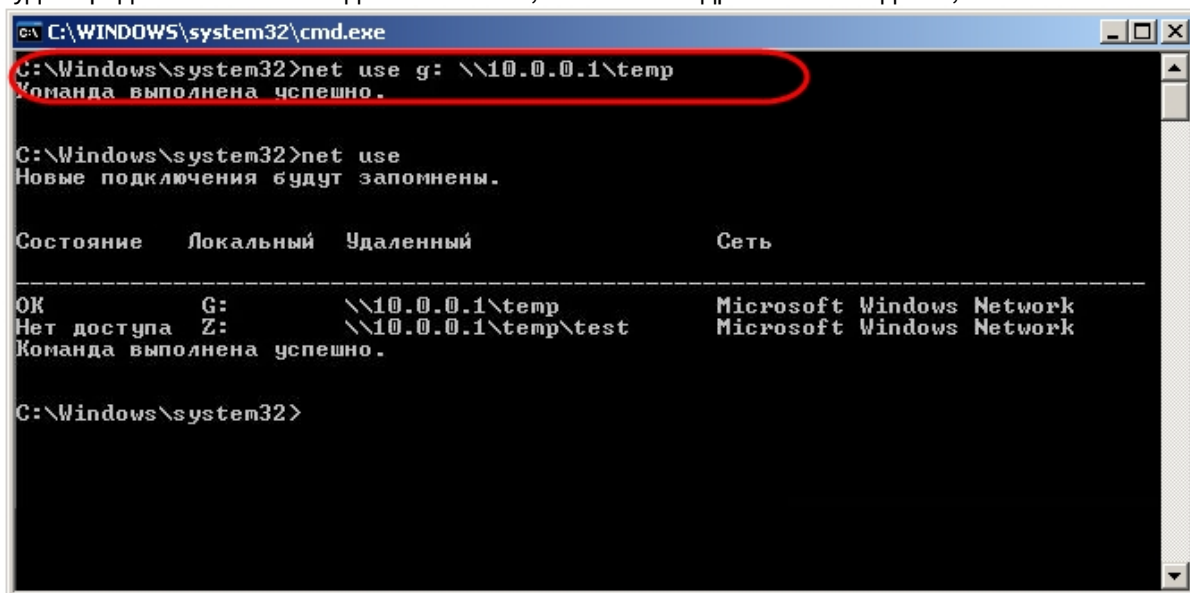 C:\WINDOWS\system32\cmd.exe
C:\Windows\system32>net use g: \\10.0.0.1\temp
Команда выполнена успешно.
C:\Windows\system32>net use
Новые подключения будут запомнены.
Состояние Локальный Удаленный Сеть
-------------------------------------------------------------------------------
OK G: \\10.0.0.1\temp Microsoft Windows Network
Нет доступа Z: \\10.0.0.1\temp\test Microsoft Windows Network
Команда выполнена успешно.
C:\Windows\system32>